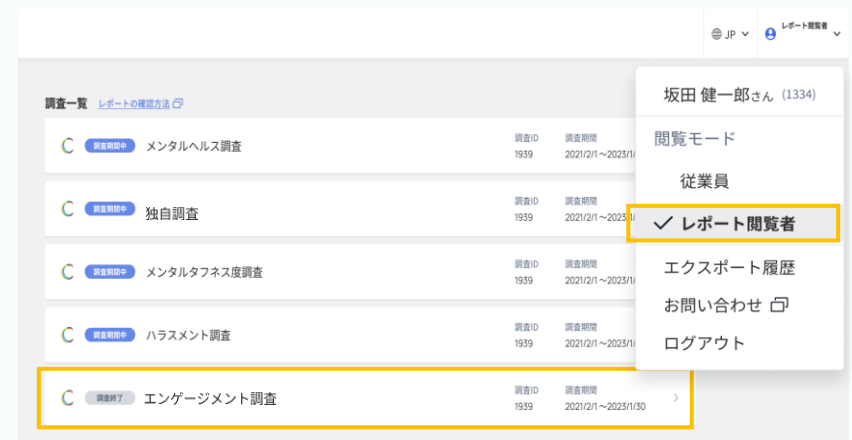 JP
レポート閲覧者
調査一覧 レポートの確認方法
調査期間中 メンタルヘルス調査
調査ID 調査期間
1939 2021/2/1～2023/1/
調査期間中 独自調査
調査ID 調査期間
1939 2021/2/1～2023/1/
調査期間中 メンタルタフネス度調査
調査ID 調査期間
1939 2021/2/1～2023/1/
調査期間中 ハラスメント調査
調査ID 調査期間
1939 2021/2/1～2023/1/
調査終了 エンゲージメント調査
調査ID 調査期間
1939 2021/2/1～2023/1/30
坂田 健一郎さん (1334)
閲覧モード
従業員
レポート閲覧者
エクスポート履歴
お問い合わせ
ログアウト